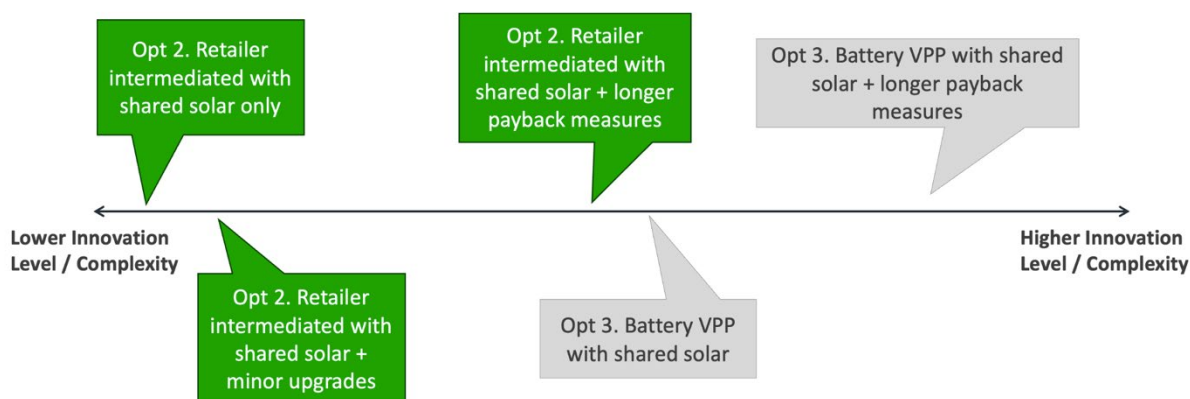 Opt 2. Retailer
intermediated with
shared solar only
Opt 2. Retailer
intermediated with
shared solar + longer
payback measures
Opt 3. Battery VPP with shared
solar + longer payback
measures
Lower Innovation
Level / Complexity
Higher Innovation
Level / Complexity
Opt 2. Retailer
intermediated with
shared solar +
minor upgrades
Opt 3. Battery VPP
with shared solar